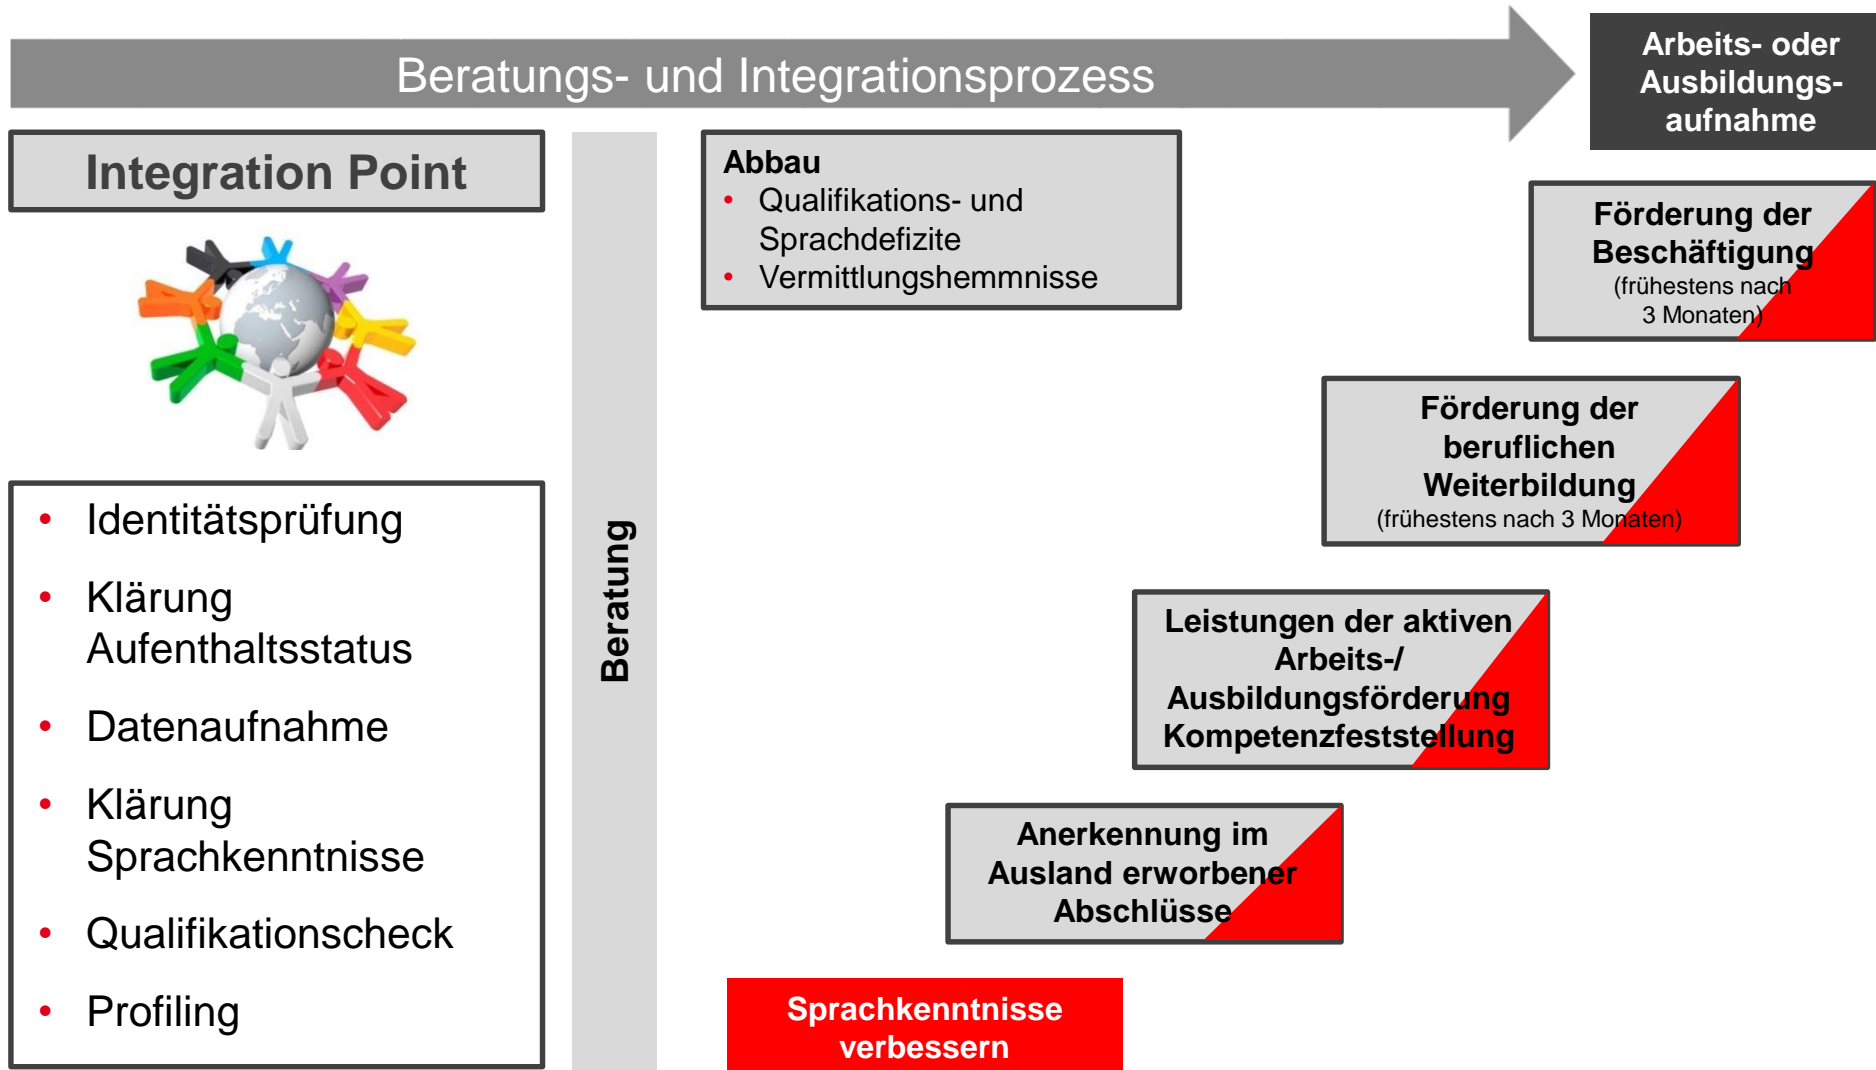 Beratungs- und Integrationsprozess
Arbeits- oder
Ausbildungs-
aufnahme
Integration Point
• Identitätsprüfung
• Klärung
Aufenthaltsstatus
• Datenaufnahme
• Klärung
Sprachkenntnisse
• Qualifikationscheck
• Profiling
Beratung
Abbau
• Qualifikations- und
Sprachdefizite
• Vermittlungshemmnisse
Förderung der
Beschäftigung
(frühestens nach
3 Monaten)
Förderung der
beruflichen
Weiterbildung
(frühestens nach 3 Monaten)
Leistungen der aktiven
Arbeits-/
Ausbildungsförderung
Kompetenzfeststellung
Anerkennung im
Ausland erworbener
Abschlüsse
Sprachkenntnisse
verbessern